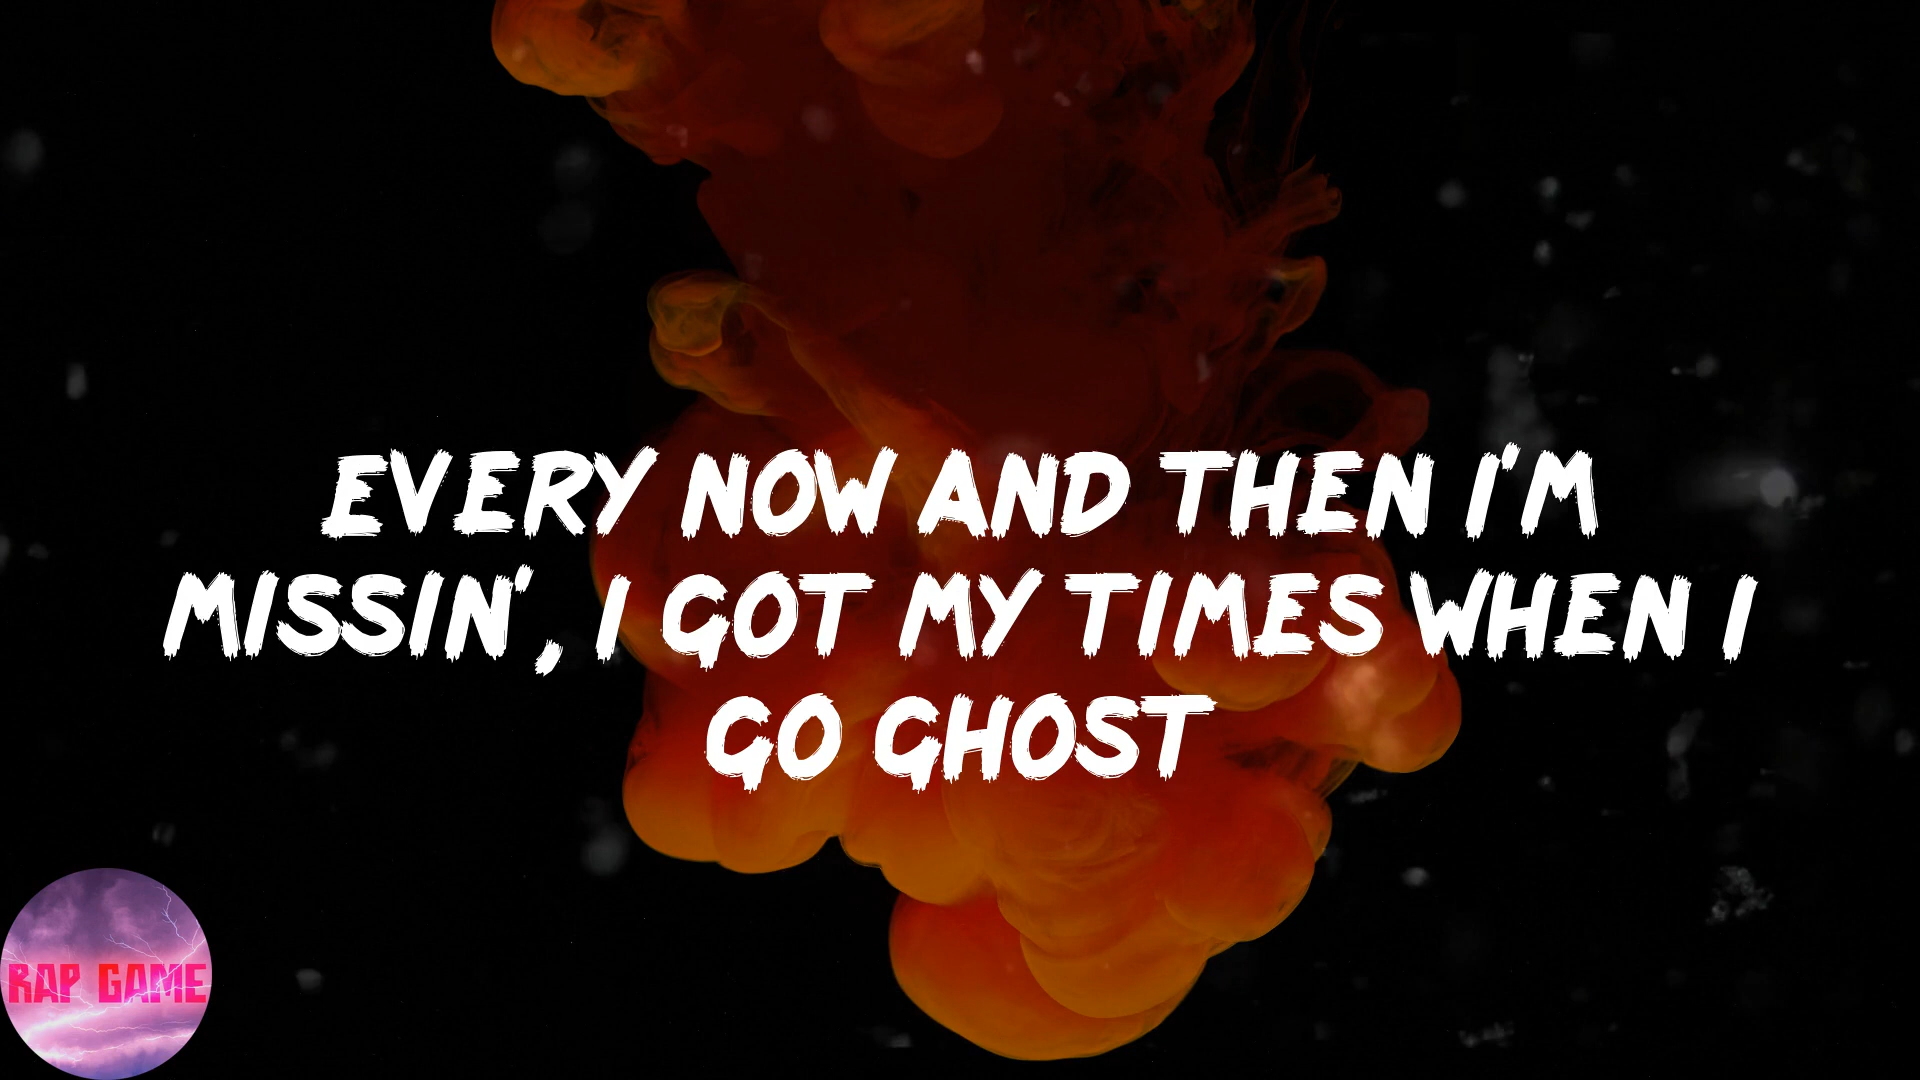 EVERY NOW AND THEN I'M
MISSIN', I GOT MY TIMES WHEN I
GO GHOST
RAP GAME